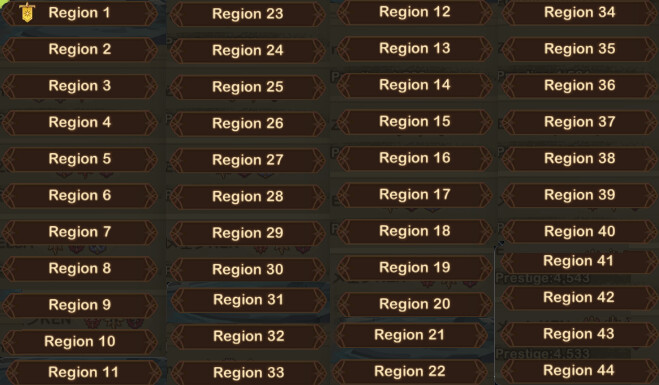 Region 1
Region 2
Region 3
Region 4
Region 5
Region 6
Region 7
Region 8
Region 9
Region 10
Region 11
Region 23
Region 24
Region 25
Region 26
Region 27
Region 28
Region 29
Region 30
Region 31
Region 32
Region 33
Region 12
Region 13
Region 14
Region 15
Region 16
Region 17
Region 18
Region 19
Region 20
Region 21
Region 22
Region 34
Region 35
Region 36
Region 37
Region 38
Region 39
Region 40
Region 41
Prestige:4,543
Region 42
Region 43
Prestige:4,533
Region 44